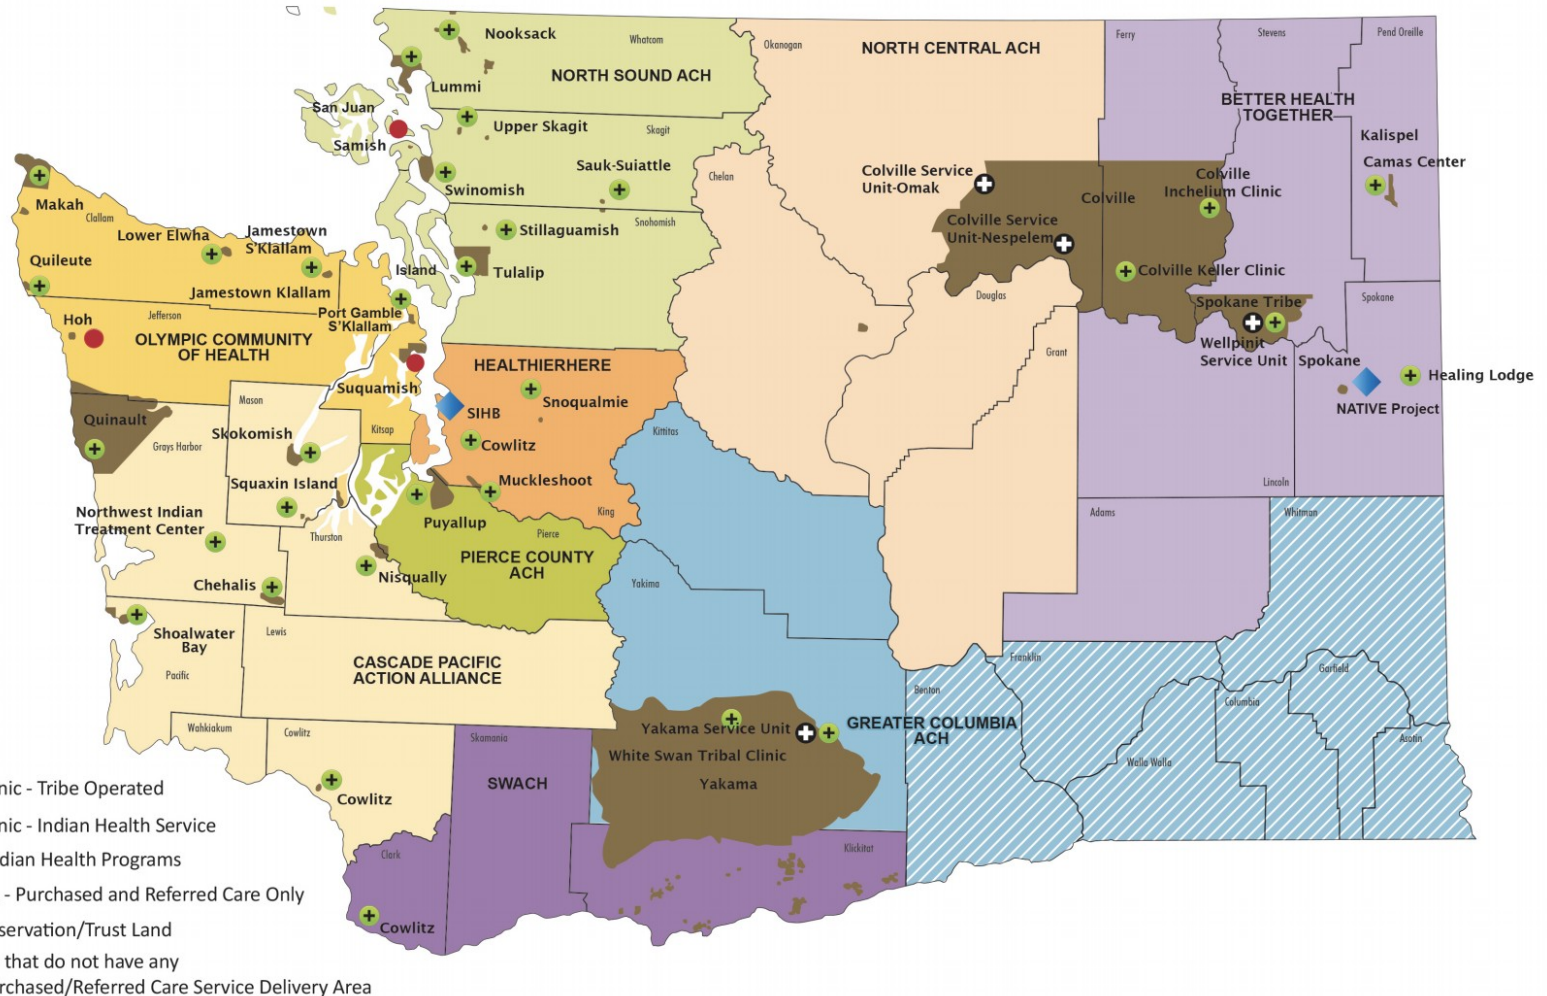 Nooksack
Whatcom
NORTH SOUND ACH
Lummi
San Juan
Samish
Upper Skagit
Skagit
Sauk-Suiattle
Swinomish
Stillaguamish
Snohomish
Tulalip
Island
Okanogan
NORTH CENTRAL ACH
Chelan
Douglas
Grant
Colville Service
Unit-Omak
Colville Service
Unit-Nespelem
Colville
Colville
Inchelium Clinic
Colville Keller Clinic
Ferry
Stevens
Pend Oreille
BETTER HEALTH
TOGETHER
Kalispel
Camas Center
Spokane Tribe
Wellpinit
Service Unit
Spokane
Spokane
Healing Lodge
NATIVE Project
Lincoln
Adams
Whitman
Makah
Clallam
Lower Elwha
Jamestown
S'Klallam
Quileute
Jamestown Klallam
Port Gamble
S'Klallam
Hoh
Jefferson
OLYMPIC COMMUNITY
OF HEALTH
Suquamish
Kitsap
HEALTHIERHERE
Snoqualmie
SIHB
Cowlitz
Muckleshoot
King
Quinault
Grays Harbor
Mason
Skokomish
Squaxin Island
Northwest Indian
Treatment Center
Thurston
Chehalis
Nisqually
Puyallup
Pierce
PIERCE COUNTY
ACH
Shoalwater
Bay
Pacific
Lewis
CASCADE PACIFIC
ACTION ALLIANCE
Wahkiakum
Cowlitz
Cowlitz
Skamania
SWACH
Clark
Cowlitz
Klickitat
Kittitas
Yakima
Yakama Service Unit
White Swan Tribal Clinic
Yakama
GREATER COLUMBIA
ACH
Benton
Franklin
Walla Walla
Columbia
Garfield
Asotin
nic - Tribe Operated
nic - Indian Health Service
dian Health Programs
- Purchased and Referred Care Only
servation/Trust Land
that do not have any
rchased/Referred Care Service Delivery Area